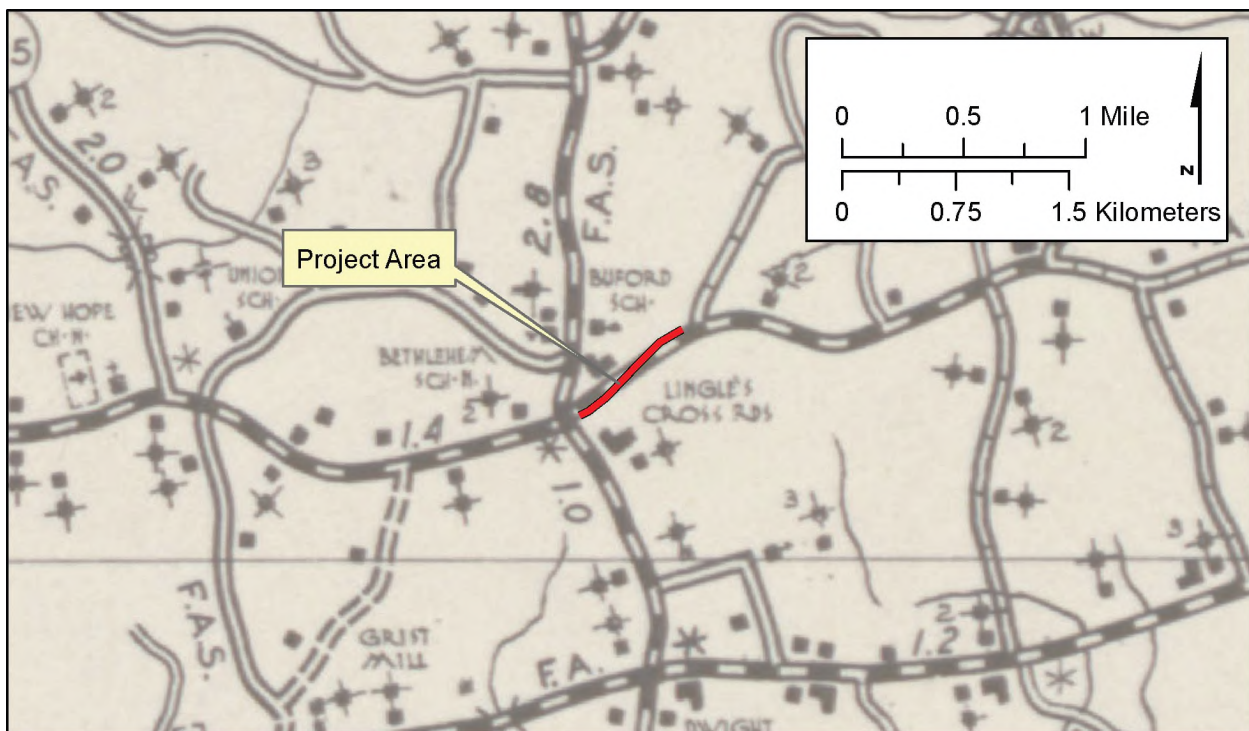 5
2
2.0
A.S.
3
2.8
F.A.S.
0 0.5 1 Mile
0 0.75 1.5 Kilometers
N
Project Area
UNION
SCH.
BUFORD
SCH.
2
EW HOPE
CH-N.
BETHLEHEM
SCH-N.
2
LINGLE'S
CROSS RDS
1.4
2
1.0
3
3
F.A.S.
GRIST
MILL
F.A.
2
1.2
DWIGHT